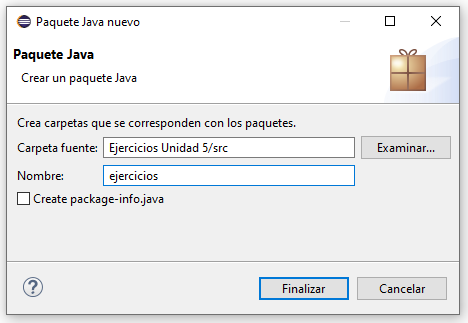 Paquete Java nuevo
Paquete Java
Crear un paquete Java
Crea carpetas que se corresponden con los paquetes.
Carpeta fuente: Ejercicios Unidad 5/src Examinar...
Nombre: ejercicios
Create package-info.java
? Finalizar Cancelar